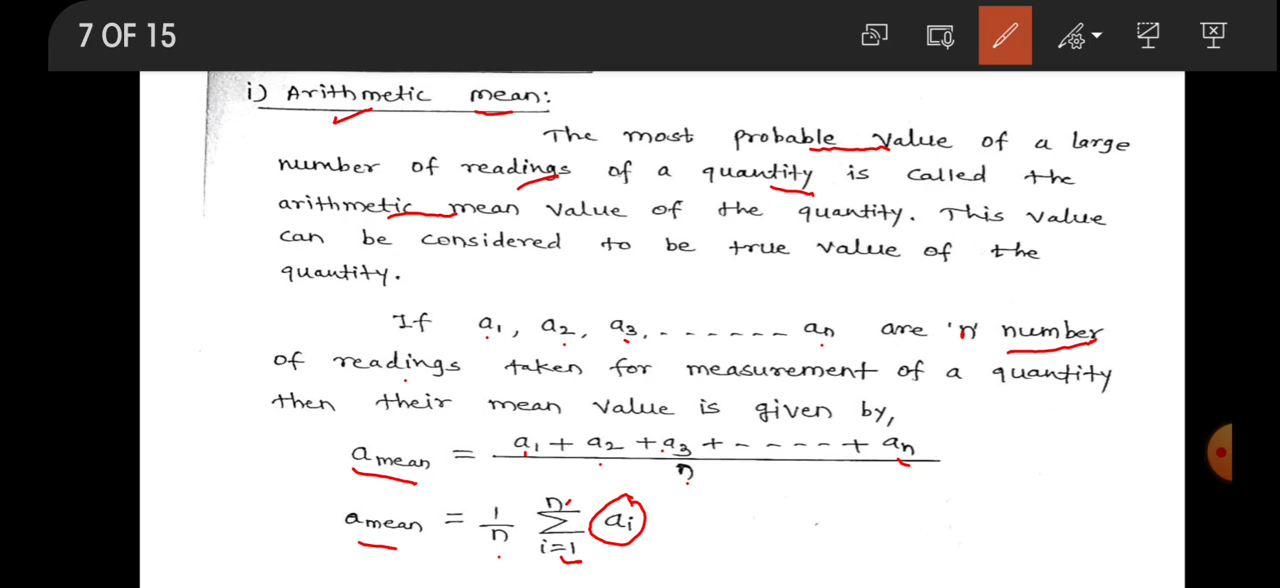 7 OF 15
i) Arithmetic mean:
The most probable value of a large
number of readings of a quantity is called the
arithmetic mean value of the quantity. This value
can be considered to be true value of the
quantity.
If a₁, a₂, a₃, - - - - - - aₙ are 'n' number
of readings taken for measurement of a quantity
then their mean value is given by,
a mean = (a₁ + a₂ + a₃ + - - - - - + aₙ) / n
a mean = 1/n ∑ⁿᵢ₌₁ aᵢ